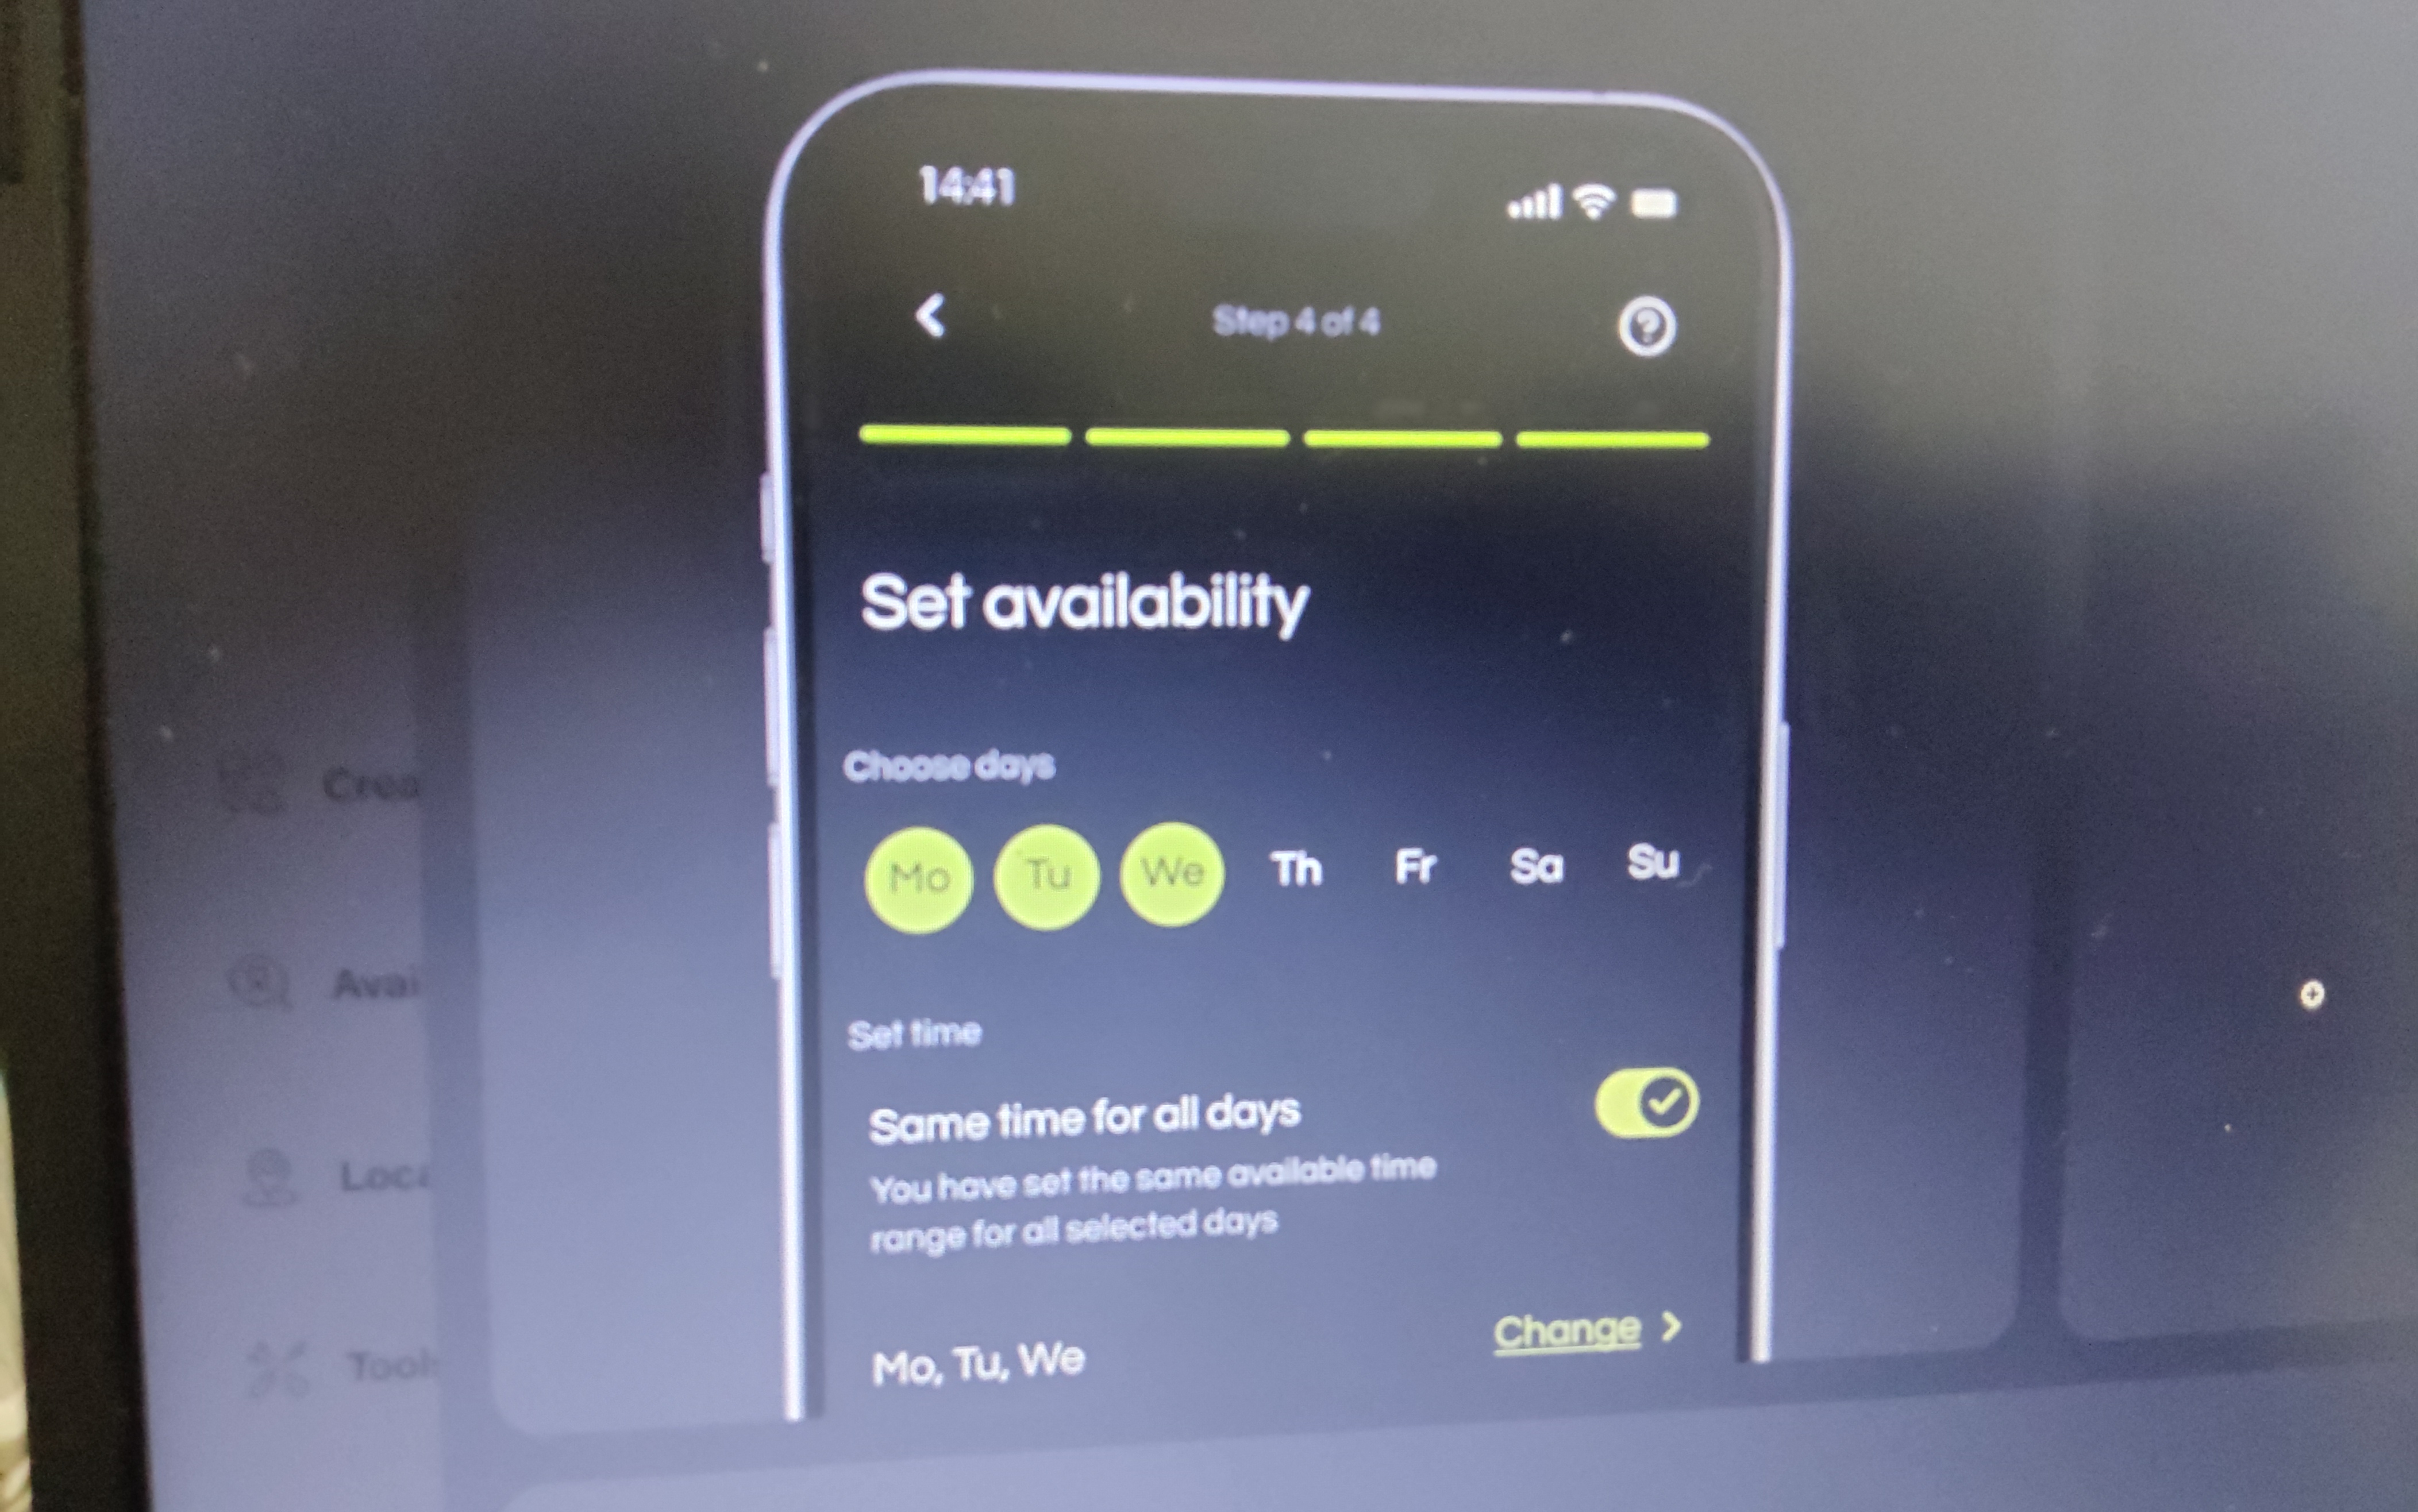 14:41
Step 4 of 4
Set availability
Choose days
Mo Tu We Th Fr Sa Su
Set time
Same time for all days
You have set the same available time
range for all selected days
Change
Mo, Tu, We
Crea
Avai
Loca
Tools